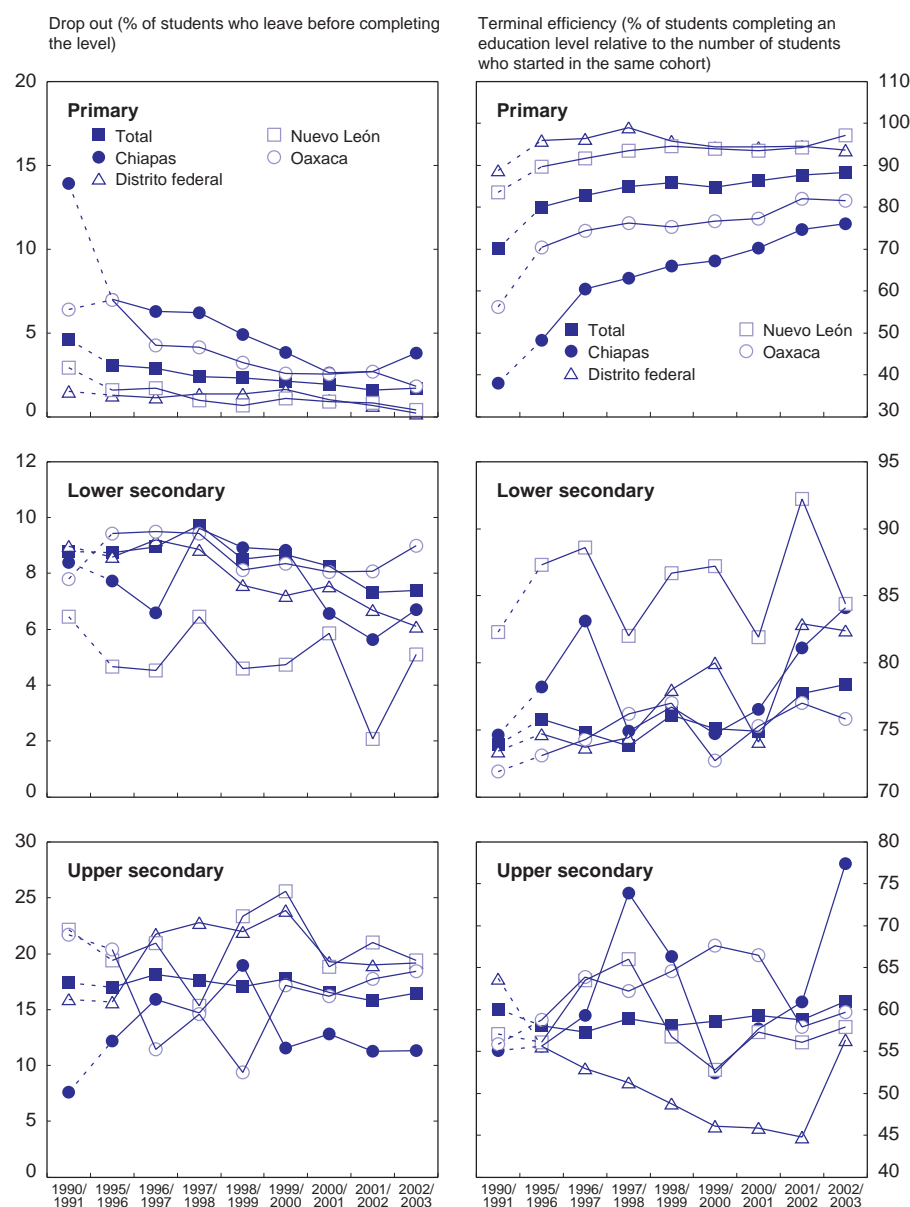 Drop out (% of students who leave before completing
the level)
Terminal efficiency (% of students completing an
education level relative to the number of students
who started in the same cohort)
20
15
10
5
0
Primary
Total
Chiapas
Distrito federal
Nuevo León
Oaxaca
110
100
90
80
70
60
50
40
30
Primary
Total
Chiapas
Distrito federal
Nuevo León
Oaxaca
12
10
8
6
4
2
0
Lower secondary
95
90
85
80
75
70
Lower secondary
30
25
20
15
10
5
0
Upper secondary
80
75
70
65
60
55
50
45
40
Upper secondary
1990/ 1995/ 1996/ 1997/ 1998/ 1999/ 2000/ 2001/ 2002/
1991 1996 1997 1998 1999 2000 2001 2002 2003
1990/ 1995/ 1996/ 1997/ 1998/ 1999/ 2000/ 2001/ 2002/
1991 1996 1997 1998 1999 2000 2001 2002 2003